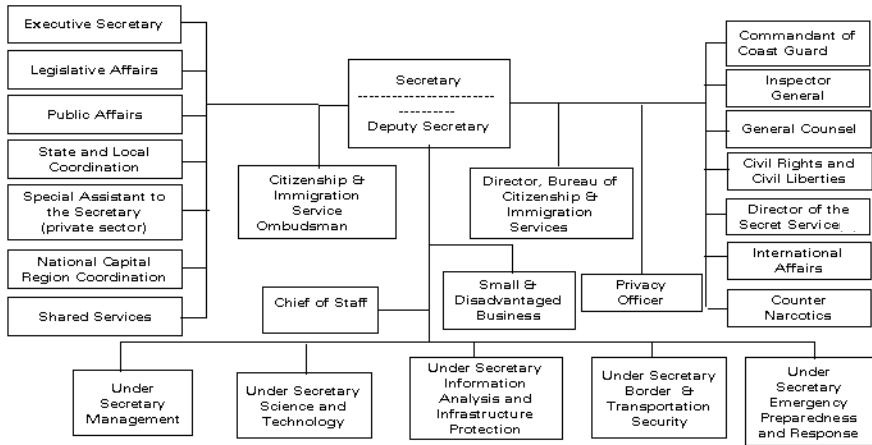 Executive Secretary
Legislative Affairs
Public Affairs
State and Local
Coordination
Special Assistant to
the Secretary
(private sector)
National Capital
Region Coordination
Shared Services
Secretary
Deputy Secretary
Citizenship &
Immigration
Service
Ombudsman
Director, Bureau of
Citizenship &
Immigration
Services
Chief of Staff
Small &
Disadvantaged
Business
Privacy
Officer
Commandant of
Coast Guard
Inspector
General
General Counsel
Civil Rights and
Civil Liberties
Director of the
Secret Service
International
Affairs
Counter
Narcotics
Under
Secretary
Management
Under Secretary
Science and
Technology
Under Secretary
Information
Analysis and
Infrastructure
Protection
Under Secretary
Border &
Transportation
Security
Under
Secretary
Emergency
Preparedness
and Response